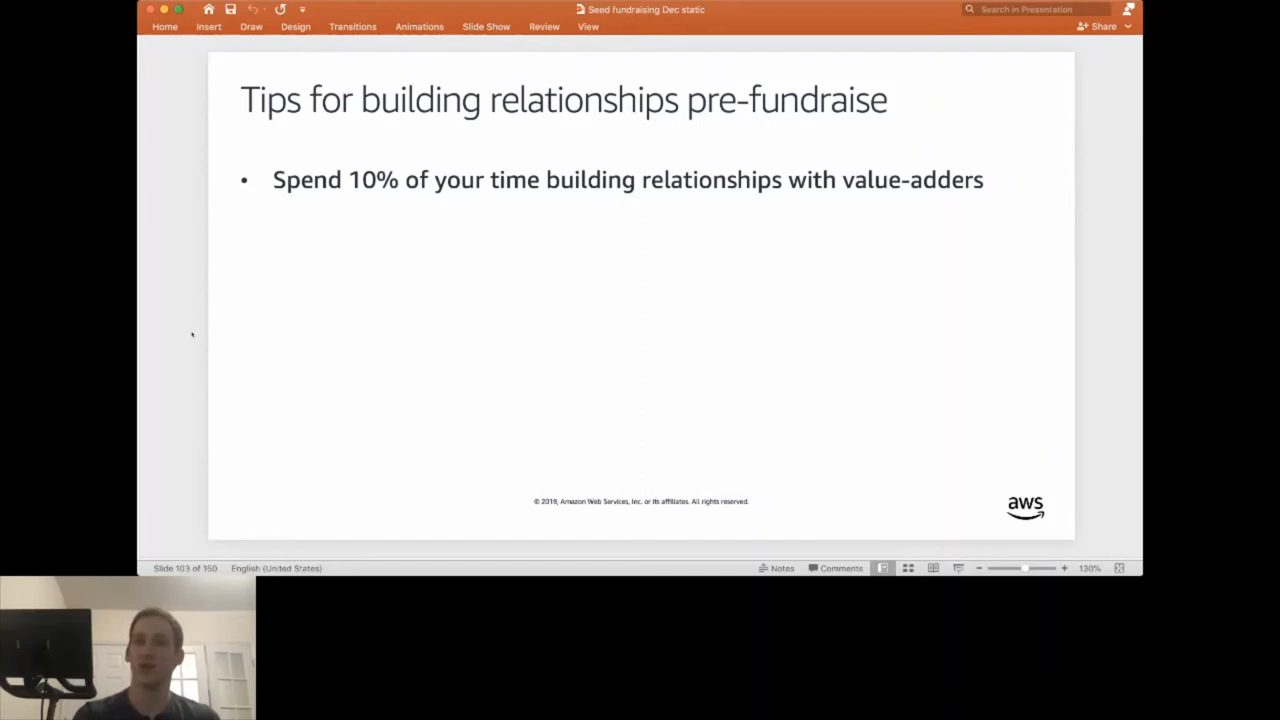 Seed fundraising Dec static
Search in Presentation
Home Insert Draw Design Transitions Animations Slide Show Review View
Share
Tips for building relationships pre-fundraise
• Spend 10% of your time building relationships with value-adders
© 2019, Amazon Web Services, Inc. or its affiliates. All rights reserved.
aws
Slide 103 of 150 English (United States) Notes Comments 130%